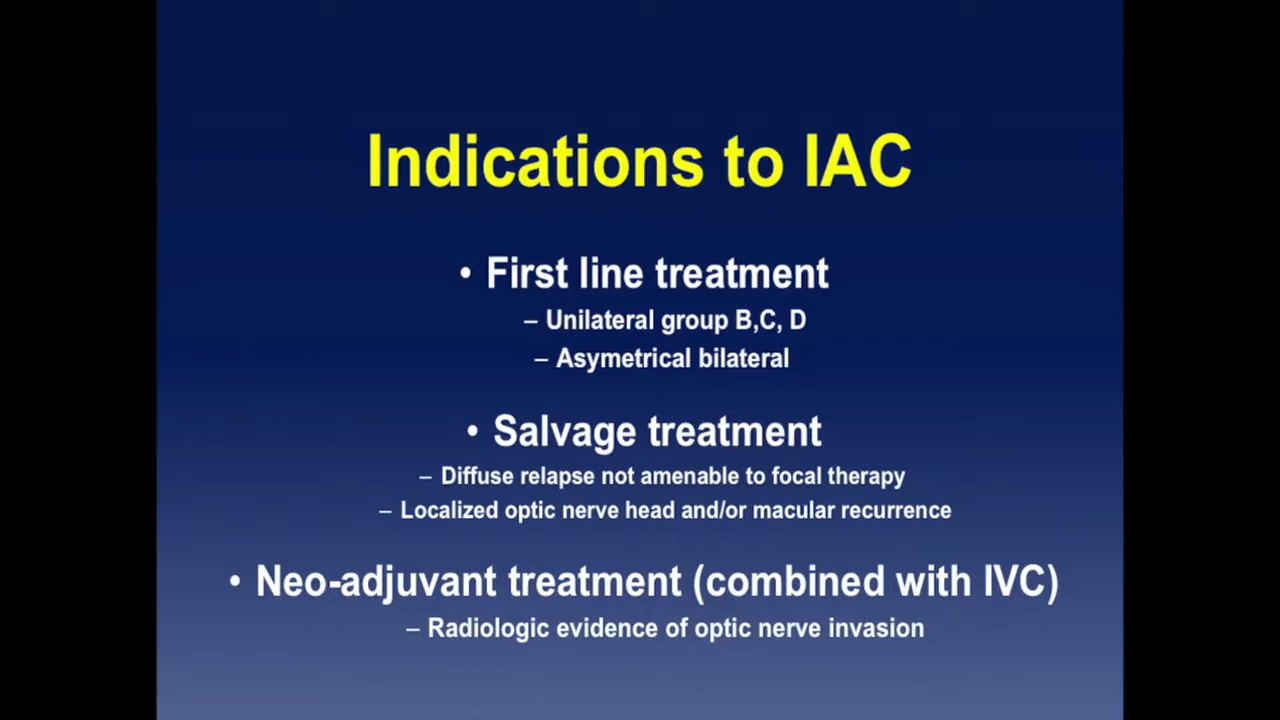 Indications to IAC
• First line treatment
– Unilateral group B,C, D
– Asymetrical bilateral
• Salvage treatment
– Diffuse relapse not amenable to focal therapy
– Localized optic nerve head and/or macular recurrence
• Neo-adjuvant treatment (combined with IVC)
– Radiologic evidence of optic nerve invasion